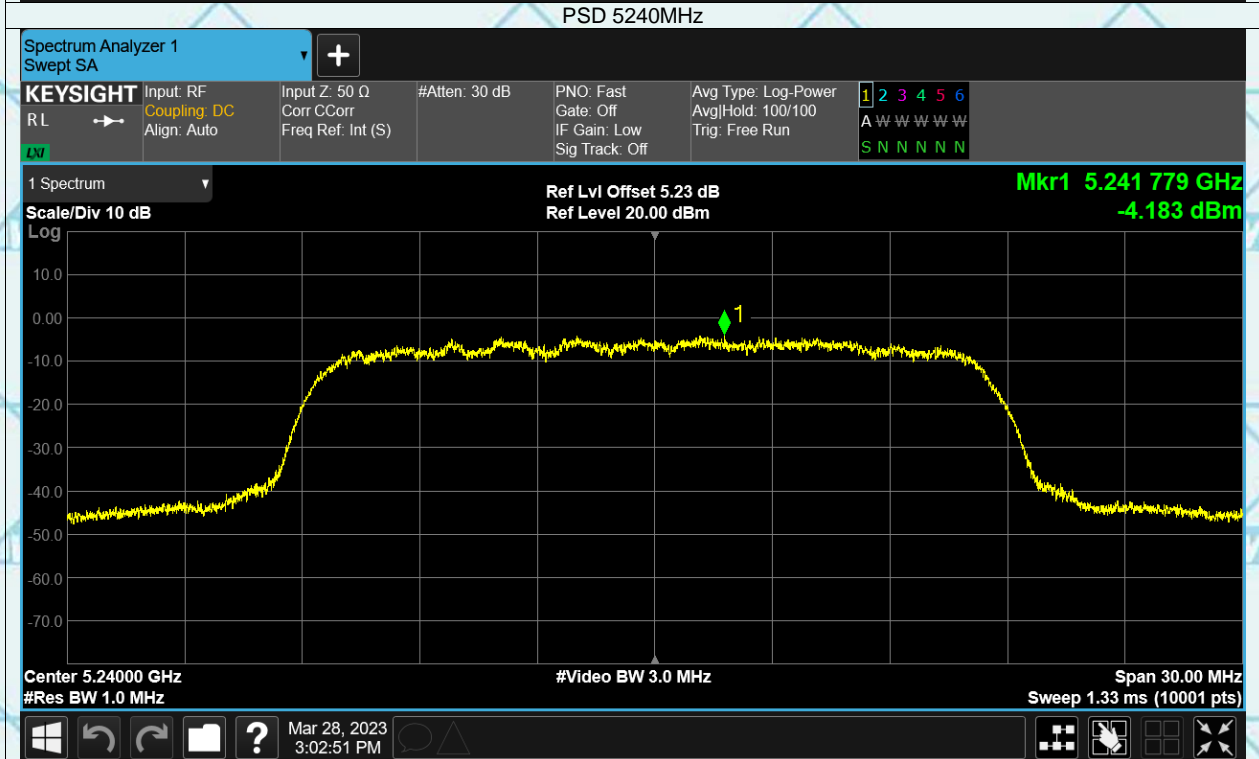 PSD 5240MHz
Spectrum Analyzer 1
Swept SA
KEYSIGHT
R L
LXI
Input: RF
Coupling: DC
Align: Auto
Input Z: 50 Ω
Corr CCorr
Freq Ref: Int (S)
#Atten: 30 dB
PNO: Fast
Gate: Off
IF Gain: Low
Sig Track: Off
Avg Type: Log-Power
Avg|Hold: 100/100
Trig: Free Run
1 2 3 4 5 6
A W W W W W
S N N N N N
1 Spectrum
Scale/Div 10 dB
Ref Lvl Offset 5.23 dB
Ref Level 20.00 dBm
Mkr1 5.241 779 GHz
-4.183 dBm
Log
10.0
0.00
-10.0
-20.0
-30.0
-40.0
-50.0
-60.0
-70.0
1
Center 5.24000 GHz
#Res BW 1.0 MHz
#Video BW 3.0 MHz
Span 30.00 MHz
Sweep 1.33 ms (10001 pts)
?
Mar 28, 2023
3:02:51 PM